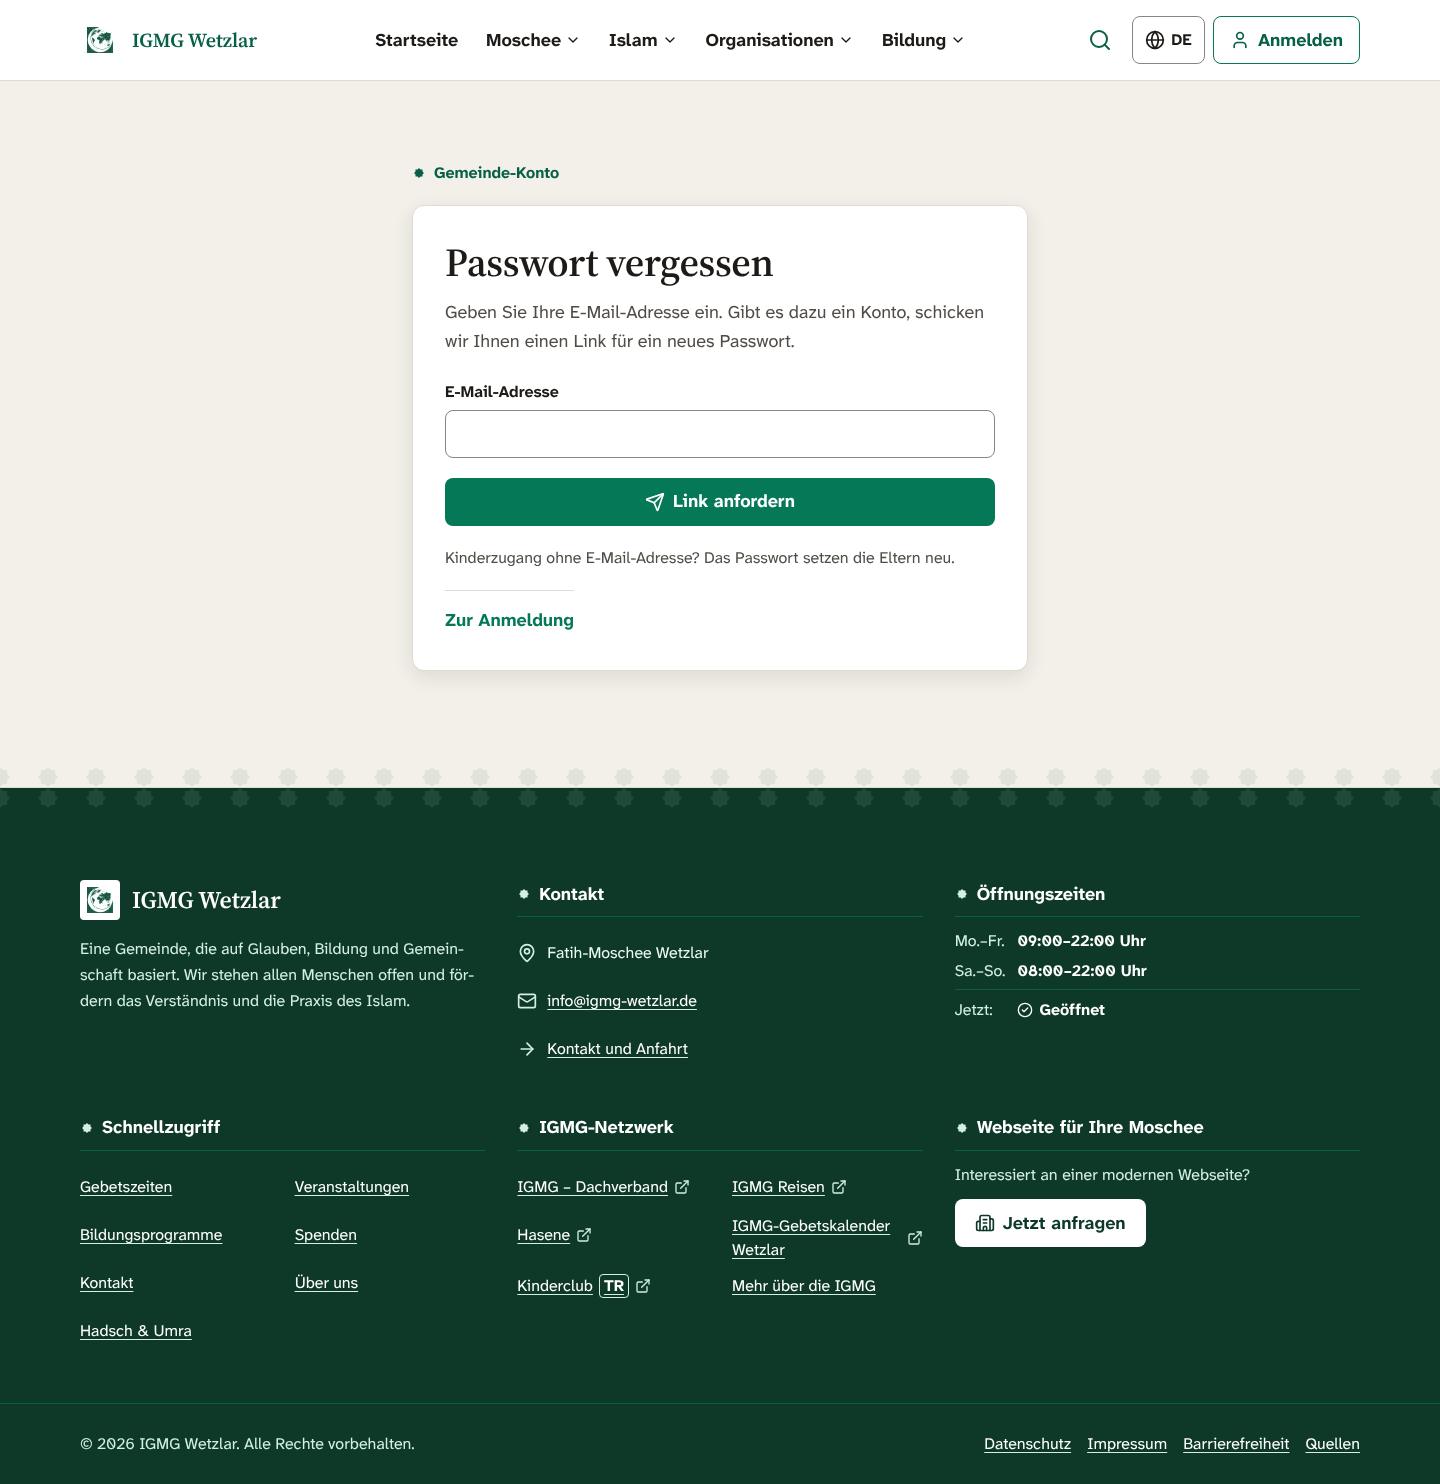 IGMG Wetzlar
Startseite
Moschee
Islam
Organisationen
Bildung
DE
Anmelden
Gemeinde-Konto
Passwort vergessen
Geben Sie Ihre E-Mail-Adresse ein. Gibt es dazu ein Konto, schicken
wir Ihnen einen Link für ein neues Passwort.
E-Mail-Adresse
Link anfordern
Kinderzugang ohne E-Mail-Adresse? Das Passwort setzen die Eltern neu.
Zur Anmeldung
IGMG Wetzlar
Eine Gemeinde, die auf Glauben, Bildung und Gemein-
schaft basiert. Wir stehen allen Menschen offen und för-
dern das Verständnis und die Praxis des Islam.
Kontakt
Fatih-Moschee Wetzlar
info@igmg-wetzlar.de
Kontakt und Anfahrt
Öffnungszeiten
Mo.–Fr. 09:00–22:00 Uhr
Sa.–So. 08:00–22:00 Uhr
Jetzt: Geöffnet
Schnellzugriff
Gebetszeiten
Veranstaltungen
Bildungsprogramme
Spenden
Kontakt
Über uns
Hadsch & Umra
IGMG-Netzwerk
IGMG – Dachverband
IGMG Reisen
Hasene
IGMG-Gebetskalender
Wetzlar
Kinderclub TR
Mehr über die IGMG
Webseite für Ihre Moschee
Interessiert an einer modernen Webseite?
Jetzt anfragen
© 2026 IGMG Wetzlar. Alle Rechte vorbehalten.
Datenschutz
Impressum
Barrierefreiheit
Quellen